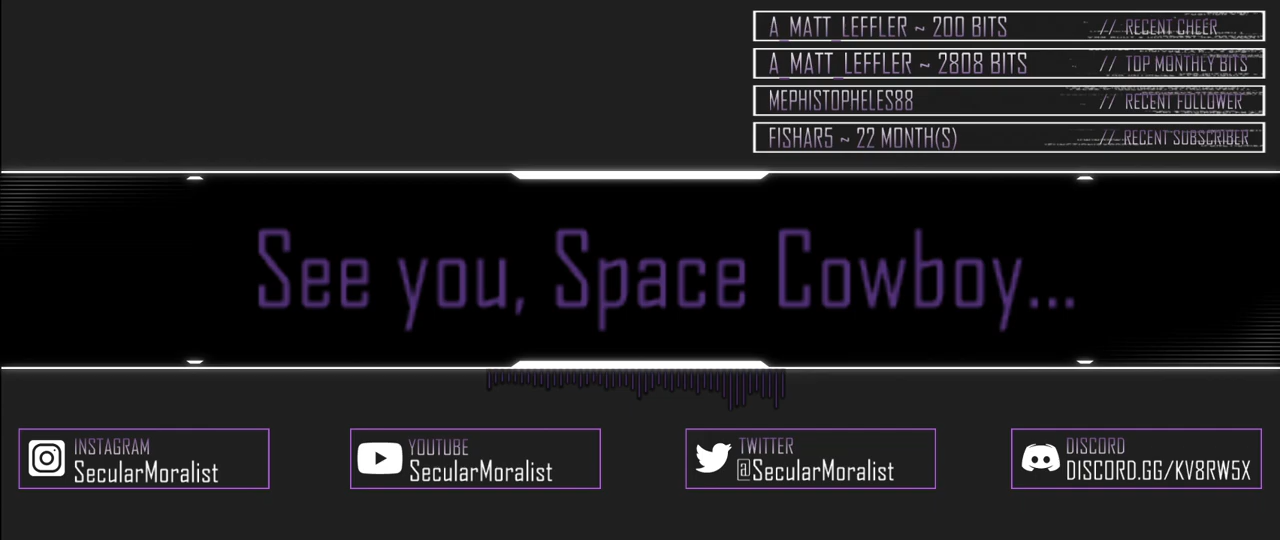 A_MATT_LEFFLER ~ 200 BITS // RECENT CHEER
A_MATT_LEFFLER ~ 2808 BITS // TOP MONTHLY BITS
MEPHISTOPHELES88 // RECENT FOLLOWER
FISHAR5 ~ 22 MONTH(S) // RECENT SUBSCRIBER
See you, Space Cowboy...
INSTAGRAM
SecularMoralist
YOUTUBE
SecularMoralist
TWITTER
@SecularMoralist
DISCORD
DISCORD.GG/KV8RW5X